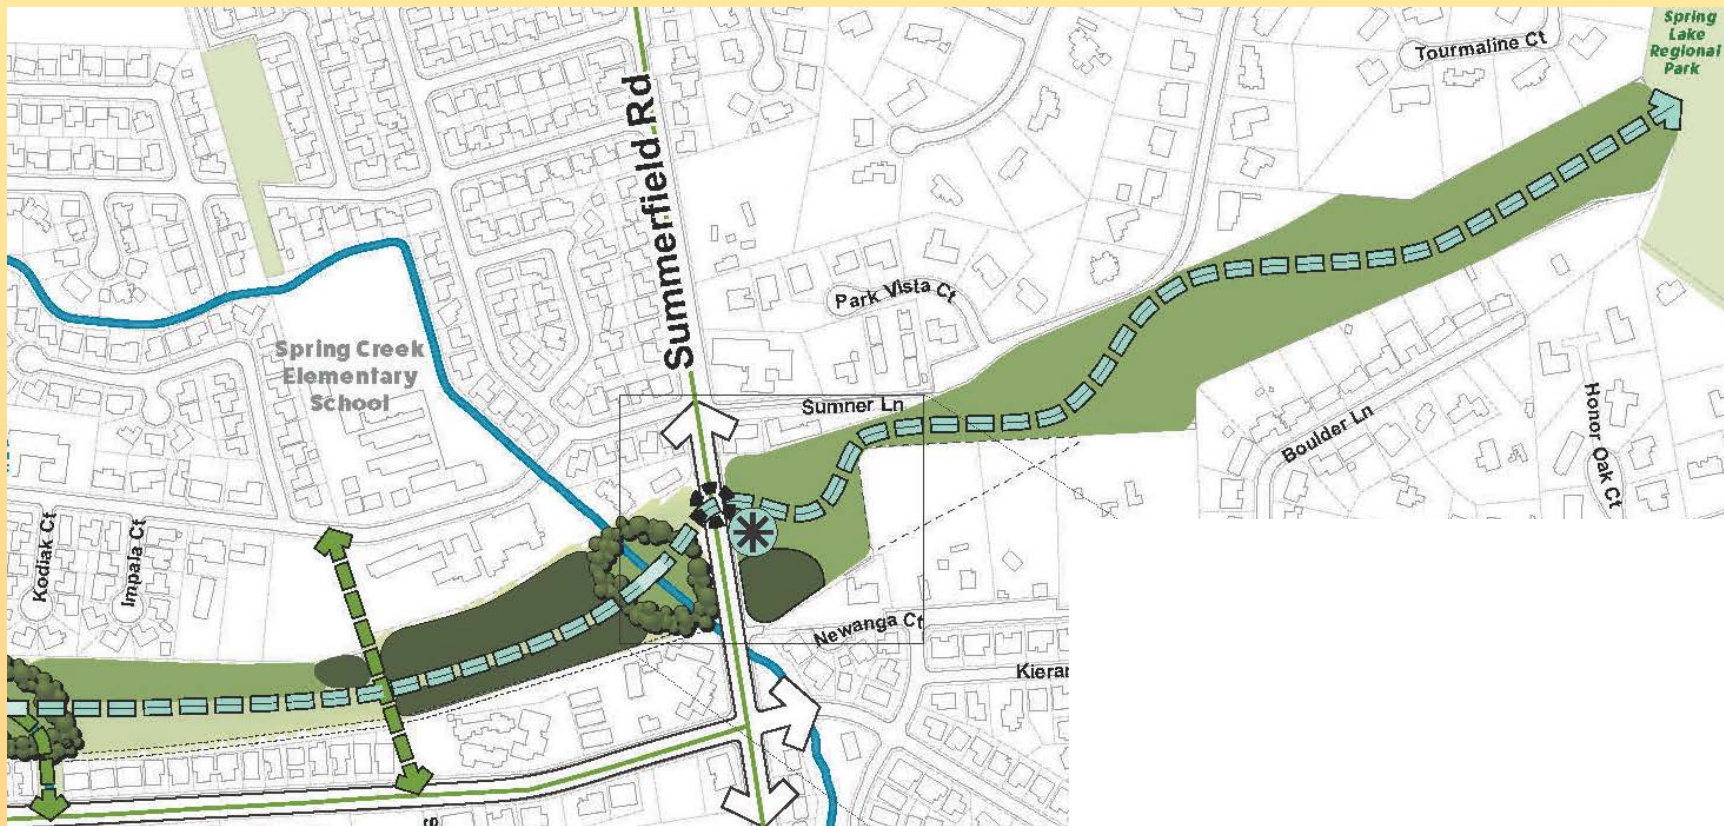 Spring
Lake
Regional
Park
Tourmaline Ct
Summerfield Rd
Park Vista Ct
Spring Creek
Elementary
School
Sumner Ln
Boulder Ln
Honor Oak Ct
Kodiak Ct
Impala Ct
Newanga Ct